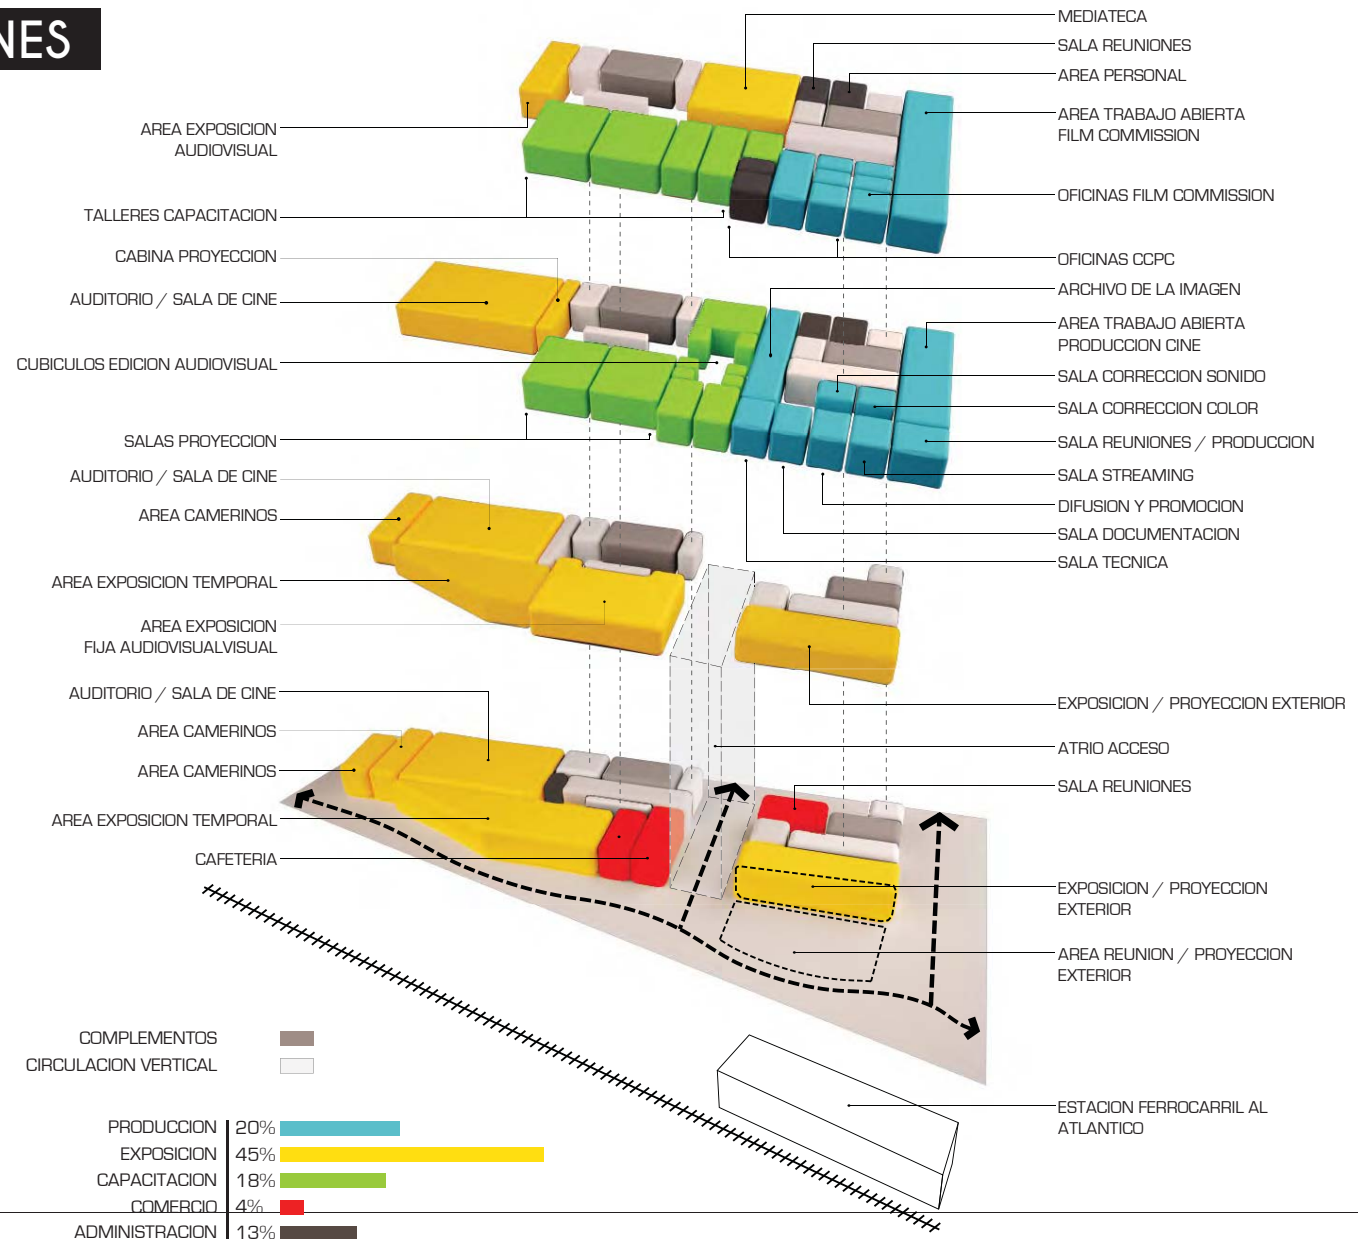 NES
MEDIATECA
SALA REUNIONES
AREA PERSONAL
AREA TRABAJO ABIERTA
FILM COMMISSION
OFICINAS FILM COMMISSION
OFICINAS CCPC
ARCHIVO DE LA IMAGEN
AREA TRABAJO ABIERTA
PRODUCCION CINE
SALA CORRECCION SONIDO
SALA CORRECCION COLOR
SALA REUNIONES / PRODUCCION
SALA STREAMING
DIFUSION Y PROMOCION
SALA DOCUMENTACION
SALA TECNICA
EXPOSICION / PROYECCION EXTERIOR
ATRIO ACCESO
SALA REUNIONES
EXPOSICION / PROYECCION
EXTERIOR
AREA REUNION / PROYECCION
EXTERIOR
ESTACION FERROCARRIL AL
ATLANTICO
AREA EXPOSICION
AUDIOVISUAL
TALLERES CAPACITACION
CABINA PROYECCION
AUDITORIO / SALA DE CINE
CUBICULOS EDICION AUDIOVISUAL
SALAS PROYECCION
AUDITORIO / SALA DE CINE
AREA CAMERINOS
AREA EXPOSICION TEMPORAL
AREA EXPOSICION
FIJA AUDIOVISUALVISUAL
AUDITORIO / SALA DE CINE
AREA CAMERINOS
AREA CAMERINOS
AREA EXPOSICION TEMPORAL
CAFETERIA
COMPLEMENTOS
CIRCULACION VERTICAL
PRODUCCION 20%
EXPOSICION 45%
CAPACITACION 18%
COMERCIO 4%
ADMINISTRACION 13%